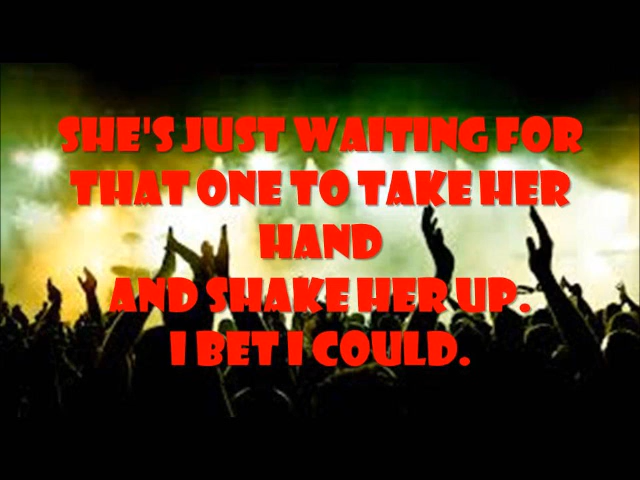 SHE'S JUST WAITING FOR
THAT ONE TO TAKE HER
HAND
AND SHAKE HER UP.
I BET I COULD.